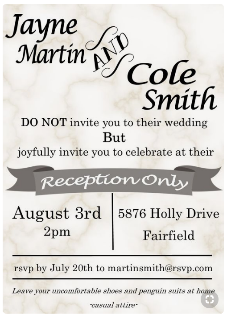 Jayne
Martin AND
Cole
Smith
DO NOT invite you to their wedding
But
joyfully invite you to celebrate at their
Reception Only
August 3rd
2pm
5876 Holly Drive
Fairfield
rsvp by July 20th to martinsmith@rsvp.com
Leave your uncomfortable shoes and penguin suits at home
"casual attire"